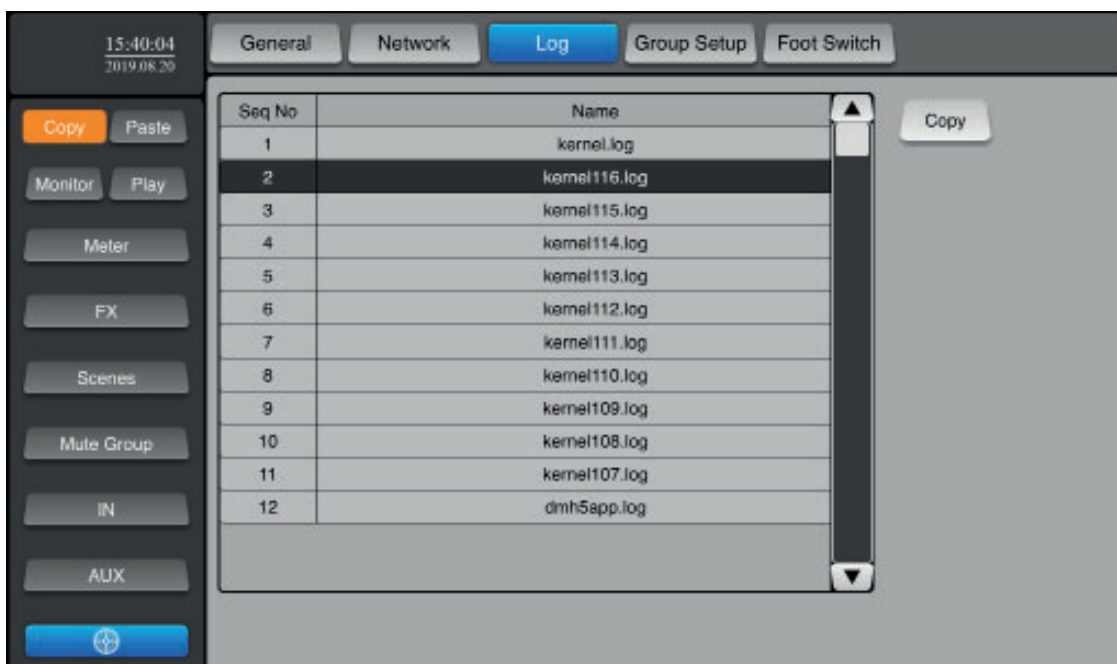 15:40:04
2019.08.20
General
Network
Log
Group Setup
Foot Switch
Copy
Paste
Monitor
Play
Meter
FX
Scenes
Mute Group
IN
AUX
Seq No Name
1 kernel.log
2 kernel116.log
3 kernel115.log
4 kernel114.log
5 kernel113.log
6 kernel112.log
7 kernel111.log
8 kernel110.log
9 kernel109.log
10 kernel108.log
11 kernel107.log
12 dmh5app.log
Copy